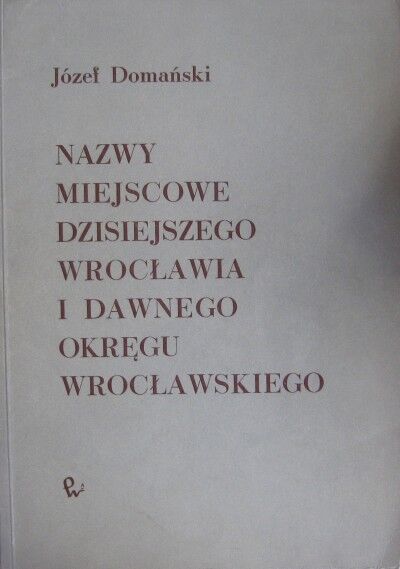 Józef Domański
NAZWY
MIEJSCOWE
DZISIEJSZEGO
WROCŁAWIA
I DAWNEGO
OKRĘGU
WROCŁAWSKIEGO